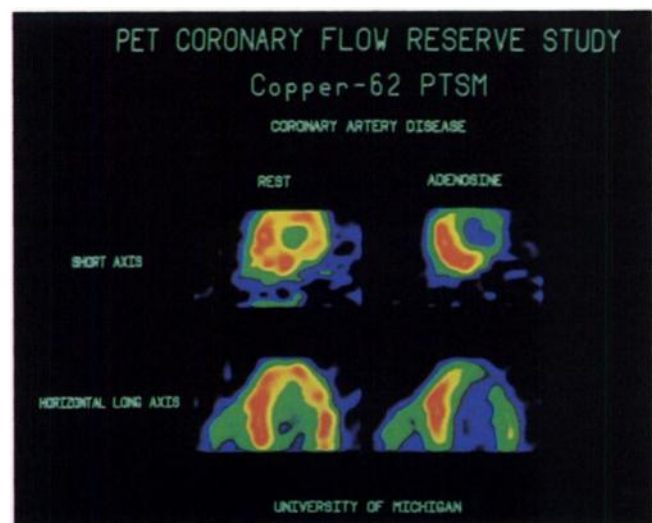 PET CORONARY FLOW RESERVE STUDY
Copper-62 PTSM
CORONARY ARTERY DISEASE
REST ADENOSINE
SHORT AXIS
HORIZONTAL LONG AXIS
UNIVERSITY OF MICHIGAN